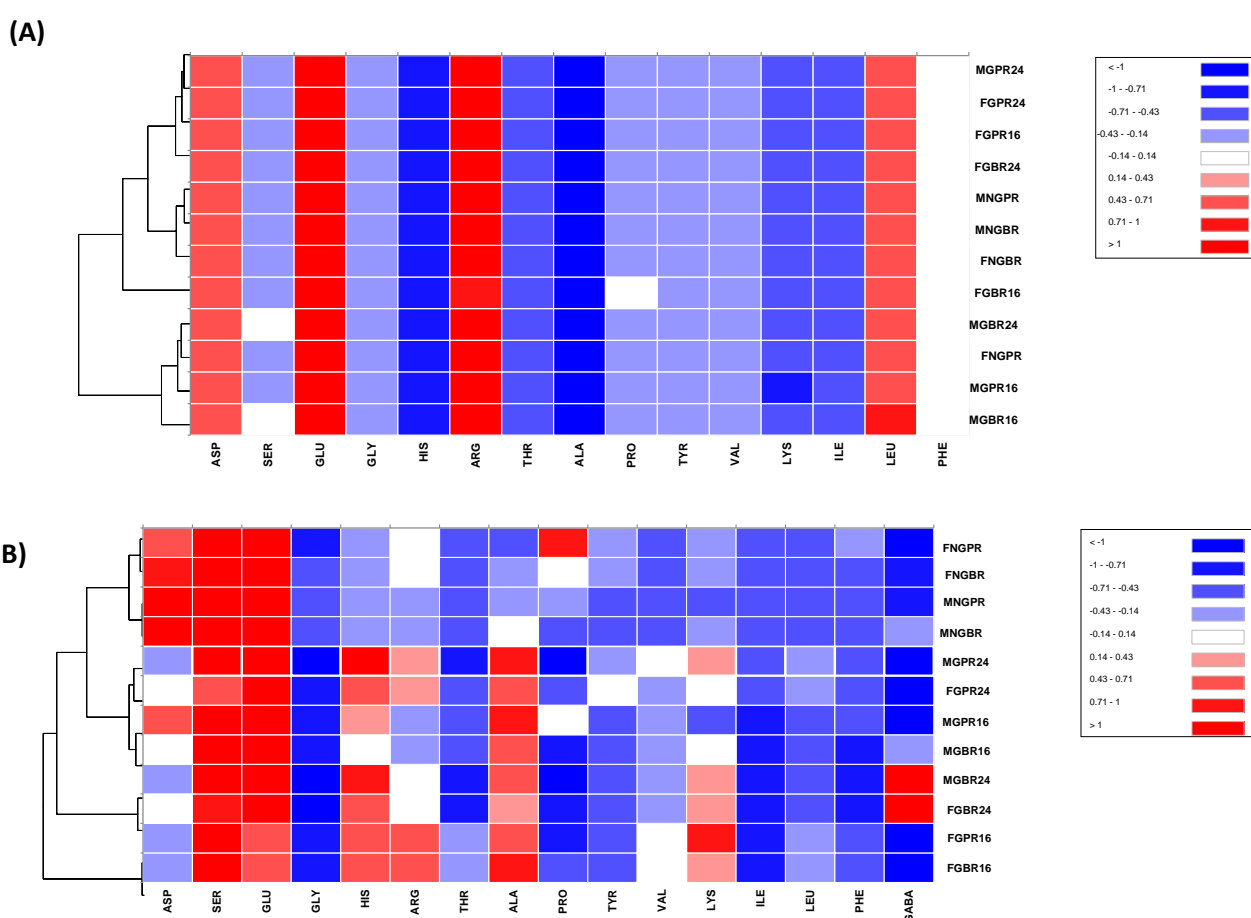 (A)
MGPR24
FGPR24
FGPR16
FGBR24
MNGPR
MNGBR
FNGBR
FGBR16
MGBR24
FNGPR
MGPR16
MGBR16
ASP SER GLU GLY HIS ARG THR ALA PRO TYR VAL LYS ILE LEU PHE
< -1
-1 - -0.71
-0.71 - -0.43
-0.43 - -0.14
-0.14 - 0.14
0.14 - 0.43
0.43 - 0.71
0.71 - 1
> 1
B)
FNGPR
FNGBR
MNGPR
MNGBR
MGPR24
FGPR24
MGPR16
MGBR16
MGBR24
FGBR24
FGPR16
FGBR16
ASP SER GLU GLY HIS ARG THR ALA PRO TYR VAL LYS ILE LEU PHE GABA
< -1
-1 - -0.71
-0.71 - -0.43
-0.43 - -0.14
-0.14 - 0.14
0.14 - 0.43
0.43 - 0.71
0.71 - 1
> 1